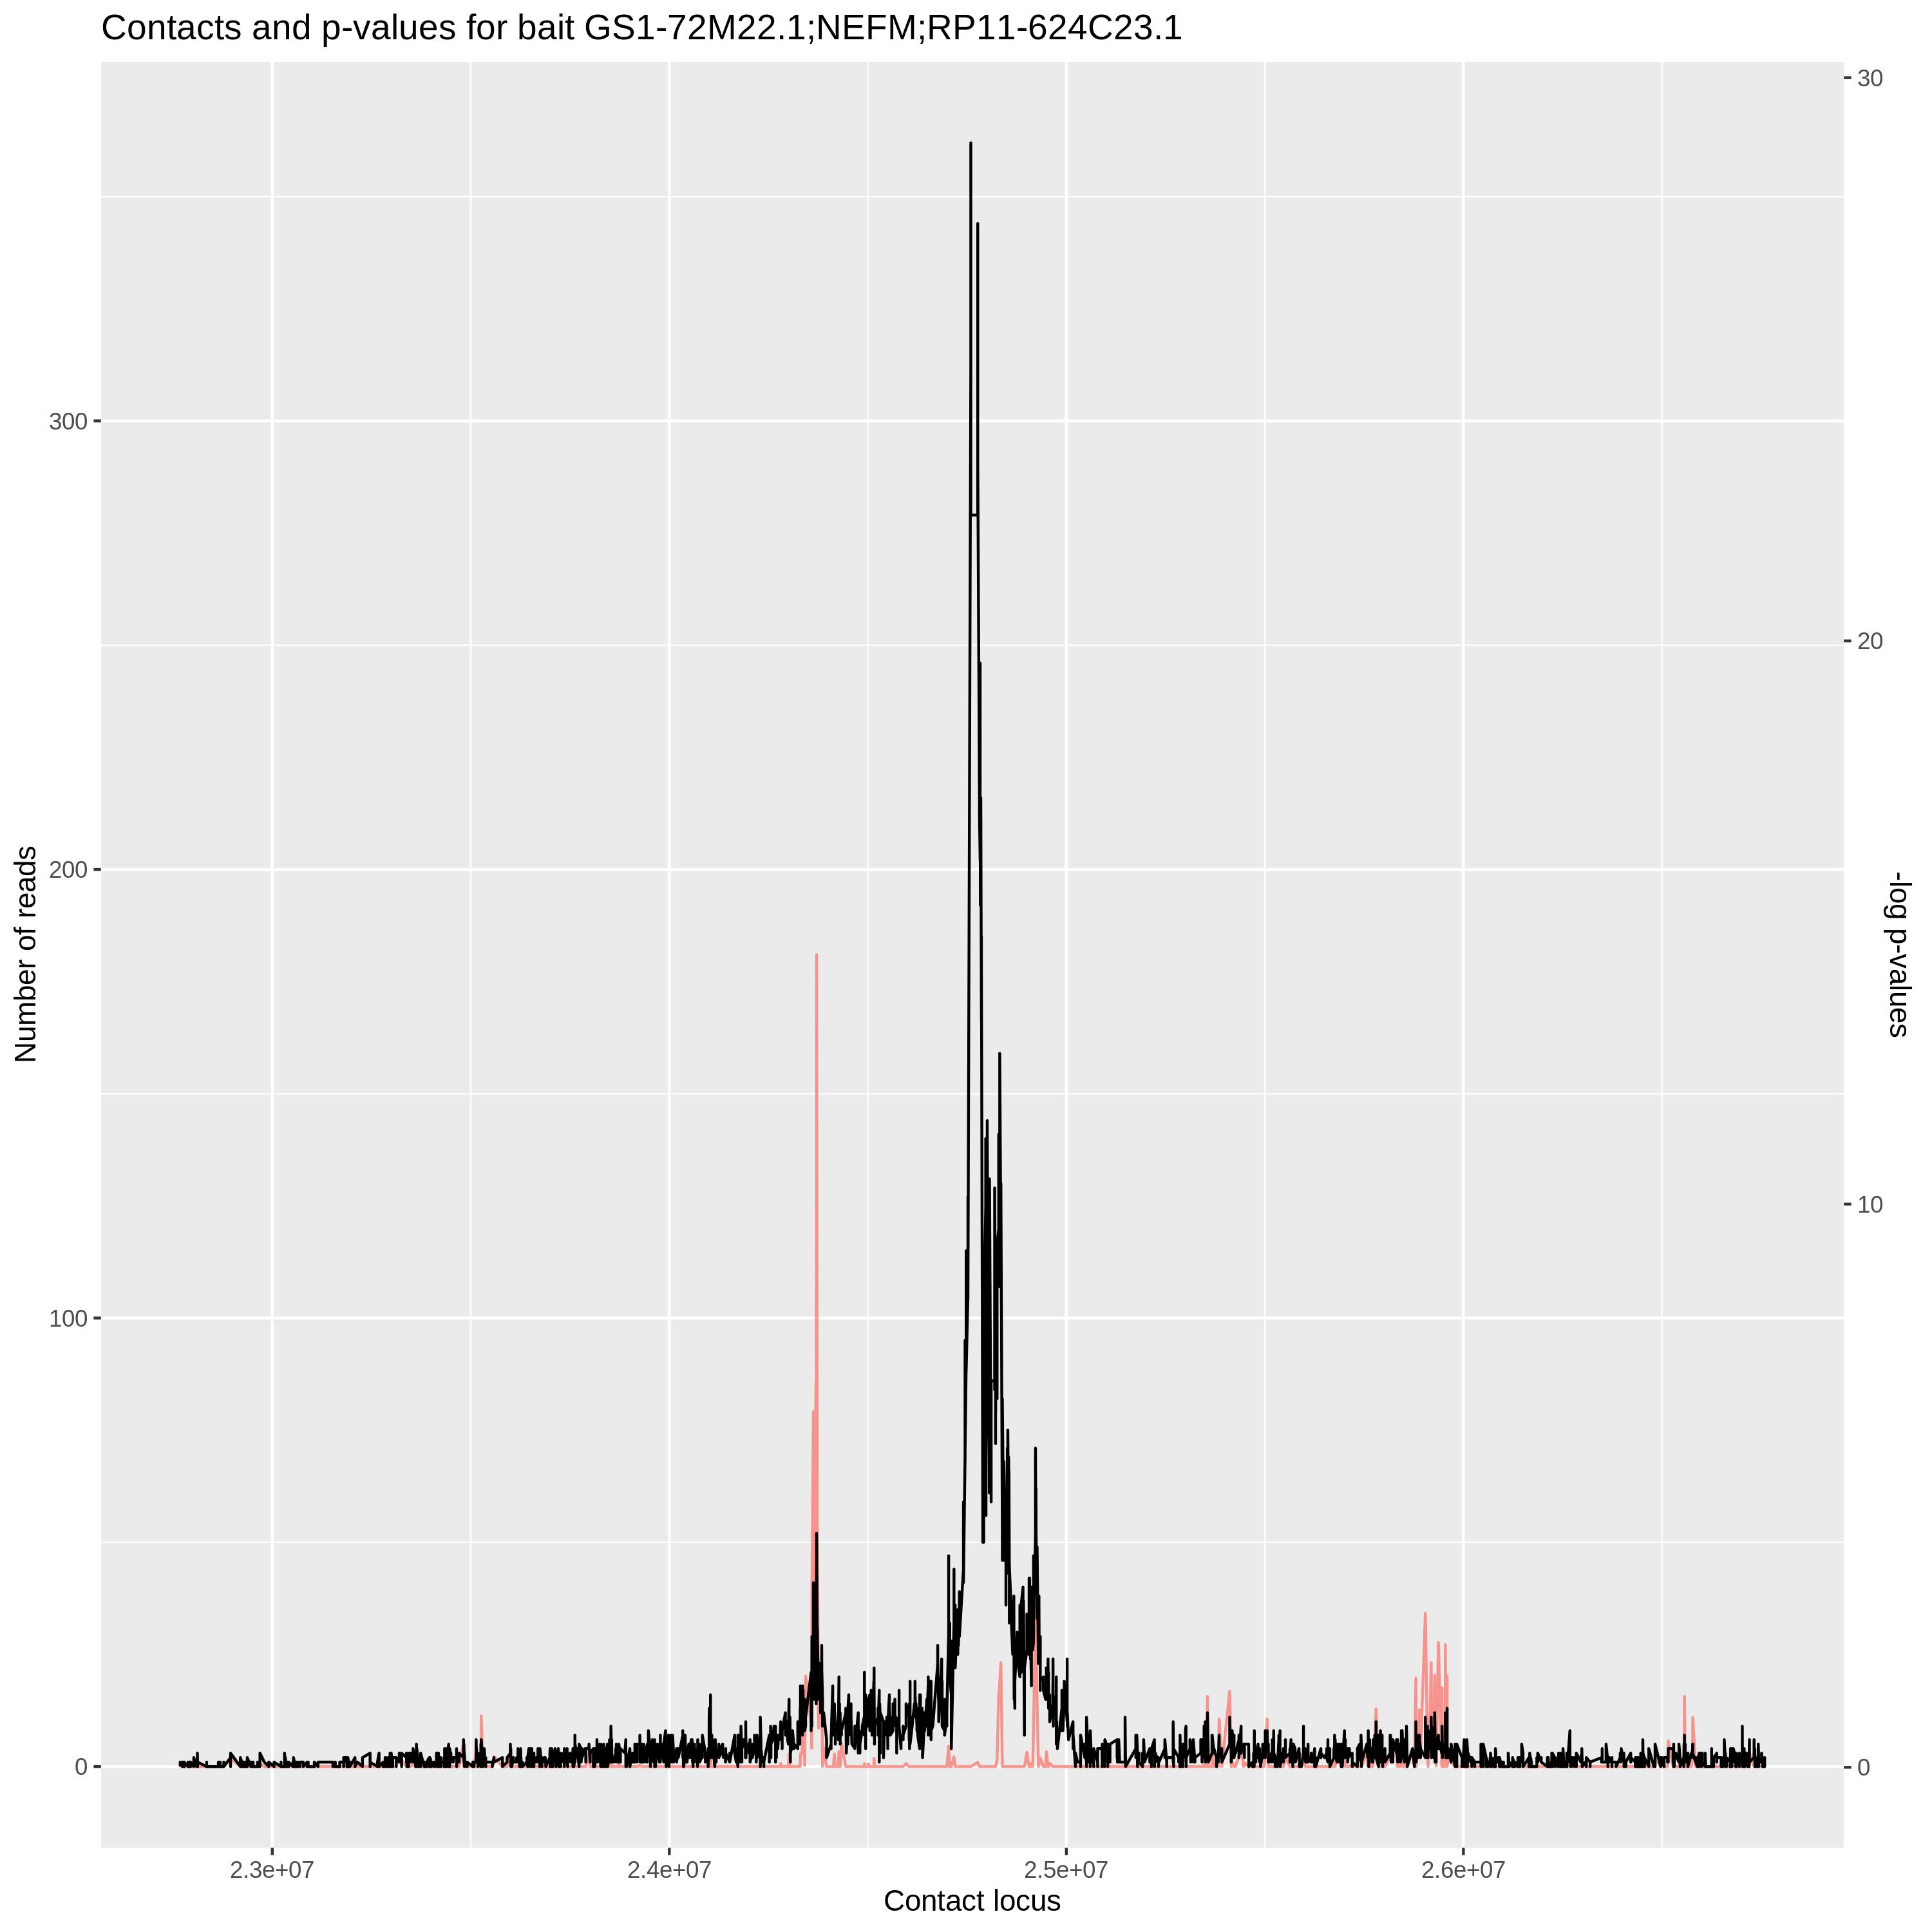 Contacts and p-values for bait GS1-72M22.1;NEFM;RP11-624C23.1
Number of reads
300
200
100
0
30
20
10
0
-log p-values
2.3e+07
2.4e+07
2.5e+07
2.6e+07
Contact locus